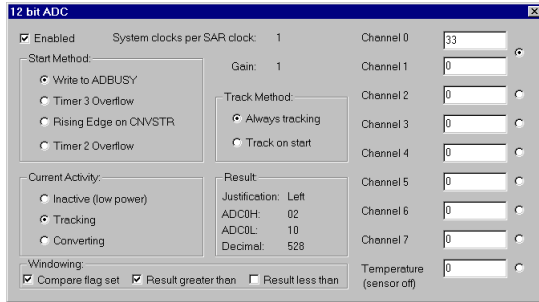 12 bit ADC
Enabled
System clocks per SAR clock: 1
Start Method:
Write to ADBUSY
Timer 3 Overflow
Rising Edge on CNVSTR
Timer 2 Overflow
Gain: 1
Track Method:
Always tracking
Track on start
Current Activity:
Inactive (low power)
Tracking
Converting
Result:
Justification: Left
ADC0H: 02
ADC0L: 10
Decimal: 528
Windowing:
Compare flag set Result greater than Result less than
Channel 0 33
Channel 1 0
Channel 2 0
Channel 3 0
Channel 4 0
Channel 5 0
Channel 6 0
Channel 7 0
Temperature 0
(sensor off)